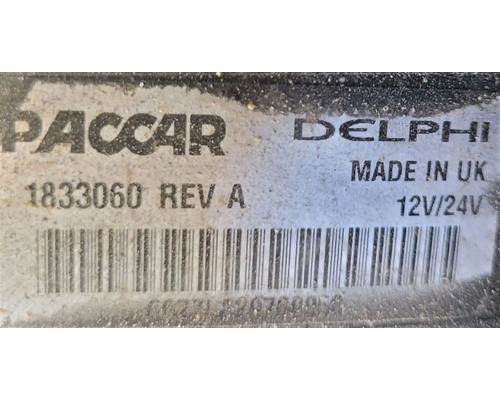 PACCAR DELPHI
MADE IN UK
1833060 REV A
12V/24V